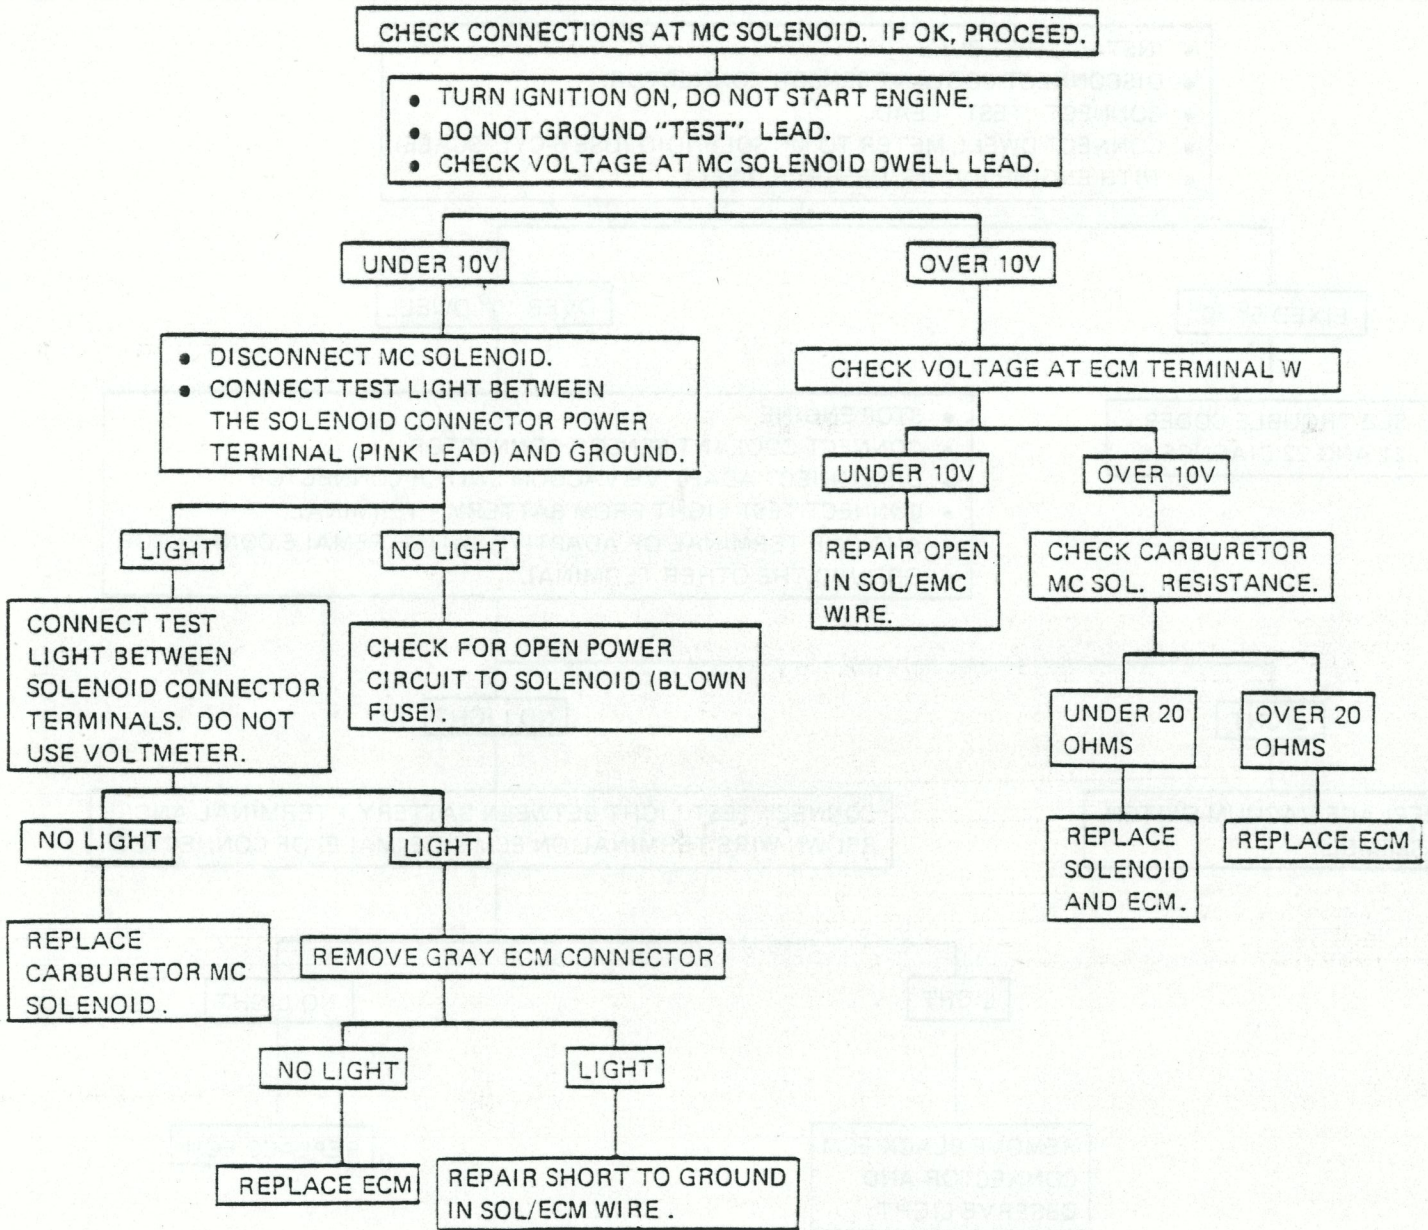 CHECK CONNECTIONS AT MC SOLENOID. IF OK, PROCEED.
• TURN IGNITION ON, DO NOT START ENGINE.
• DO NOT GROUND "TEST" LEAD.
• CHECK VOLTAGE AT MC SOLENOID DWELL LEAD.
UNDER 10V
OVER 10V
• DISCONNECT MC SOLENOID.
• CONNECT TEST LIGHT BETWEEN
THE SOLENOID CONNECTOR POWER
TERMINAL (PINK LEAD) AND GROUND.
CHECK VOLTAGE AT ECM TERMINAL W
UNDER 10V
OVER 10V
LIGHT
NO LIGHT
REPAIR OPEN
IN SOL/EMC
WIRE.
CHECK CARBURETOR
MC SOL. RESISTANCE.
CONNECT TEST
LIGHT BETWEEN
SOLENOID CONNECTOR
TERMINALS. DO NOT
USE VOLTMETER.
CHECK FOR OPEN POWER
CIRCUIT TO SOLENOID (BLOWN
FUSE).
UNDER 20
OHMS
OVER 20
OHMS
NO LIGHT
LIGHT
REPLACE
SOLENOID
AND ECM.
REPLACE ECM
REPLACE
CARBURETOR MC
SOLENOID.
REMOVE GRAY ECM CONNECTOR
NO LIGHT
LIGHT
REPLACE ECM
REPAIR SHORT TO GROUND
IN SOL/ECM WIRE.